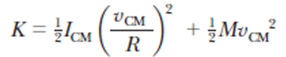 K = ½I_CM (v_CM / R)² + ½Mv_CM²